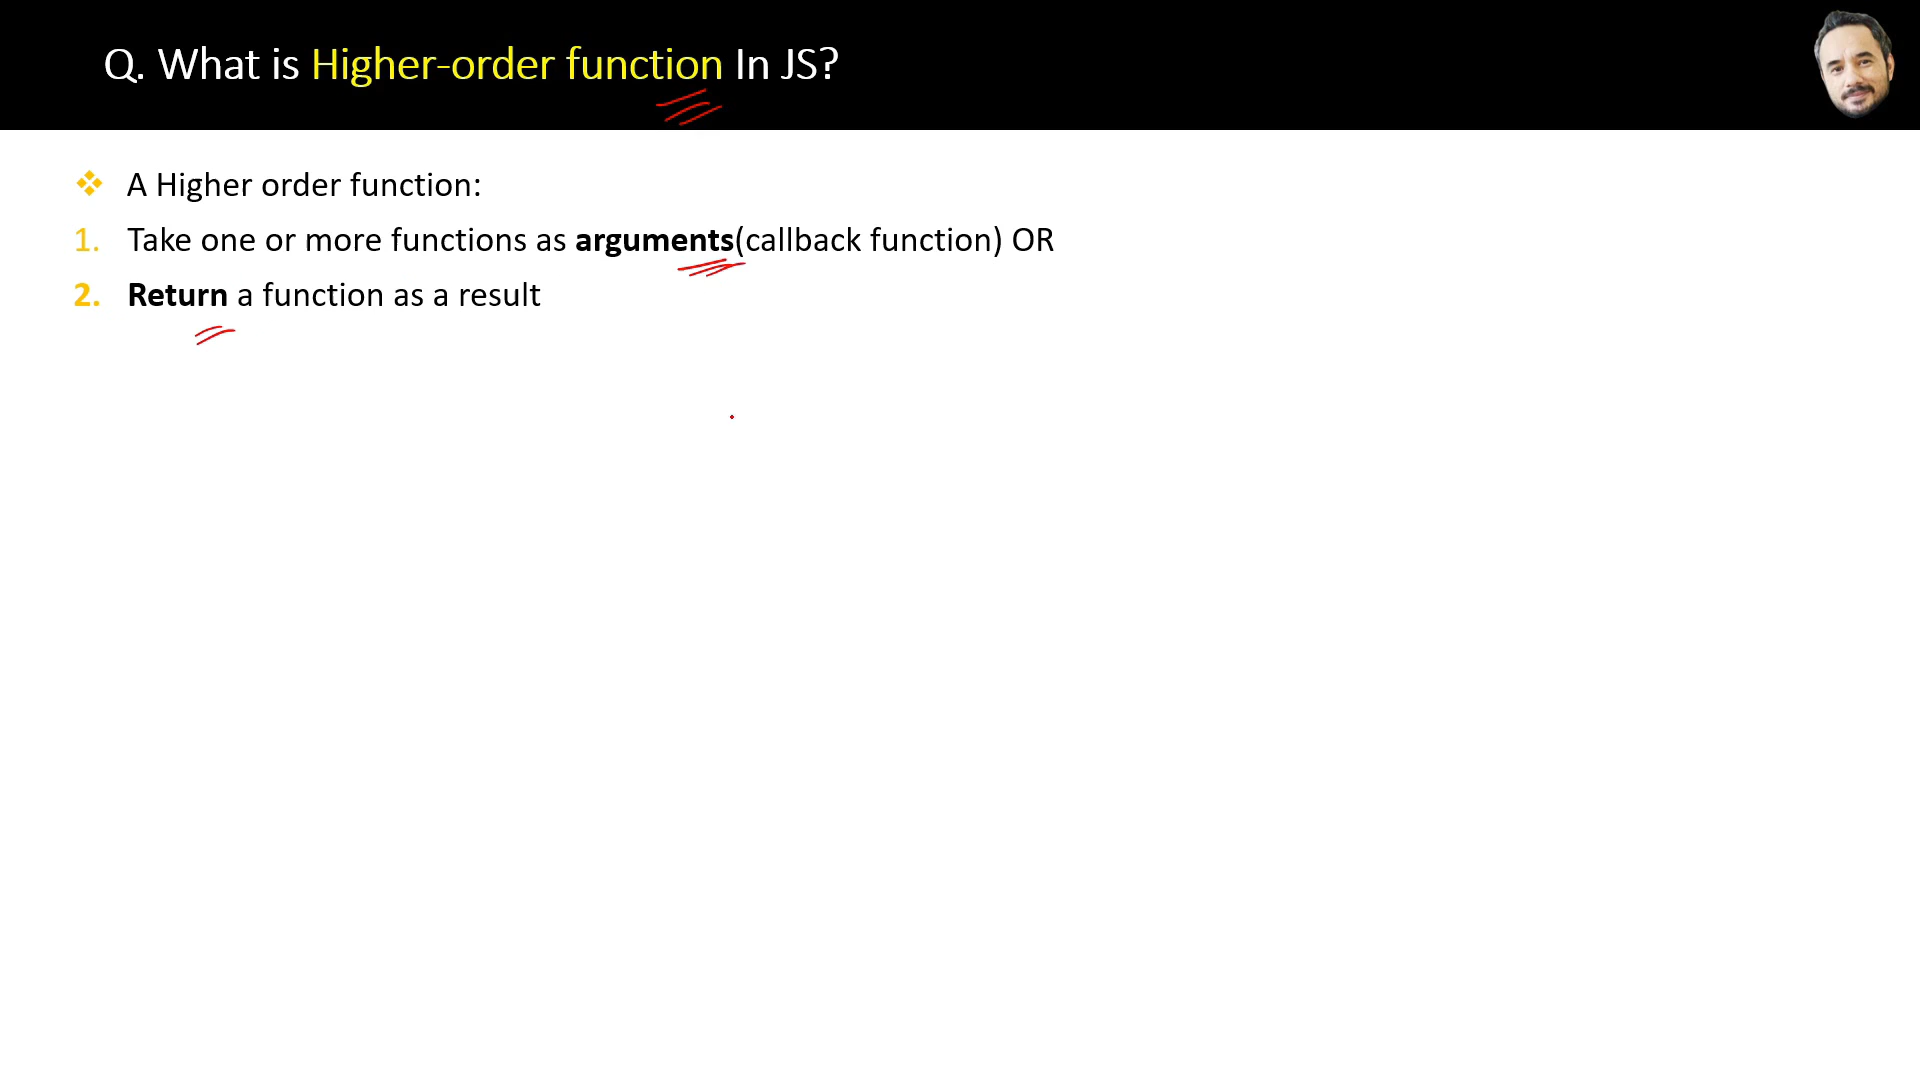 Q. What is Higher-order function In JS?
A Higher order function:
1. Take one or more functions as arguments(callback function) OR
2. Return a function as a result